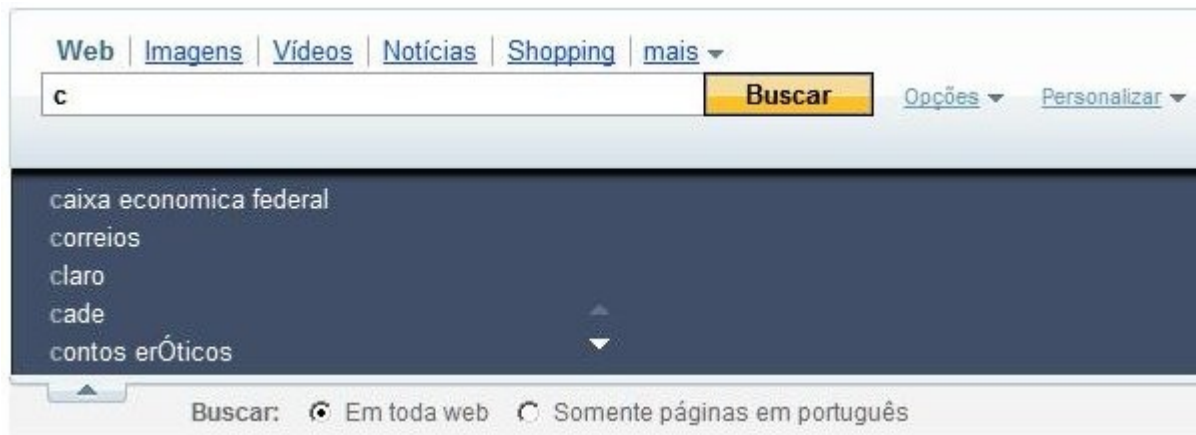 Web | Imagens | Vídeos | Notícias | Shopping | mais
c Buscar Opções Personalizar
caixa economica federal
correios
claro
cade
contos erÓticos
Buscar: Em toda web Somente páginas em português